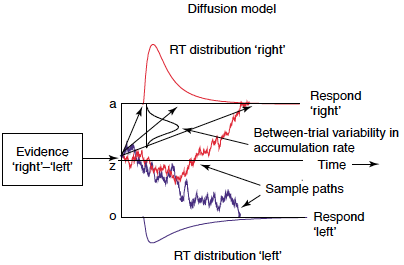 Diffusion model
RT distribution ‘right’
a
Respond
‘right’
Between-trial variability in
accumulation rate
Evidence
‘right’–‘left’
z
Time
Sample paths
o
Respond
‘left’
RT distribution ‘left’